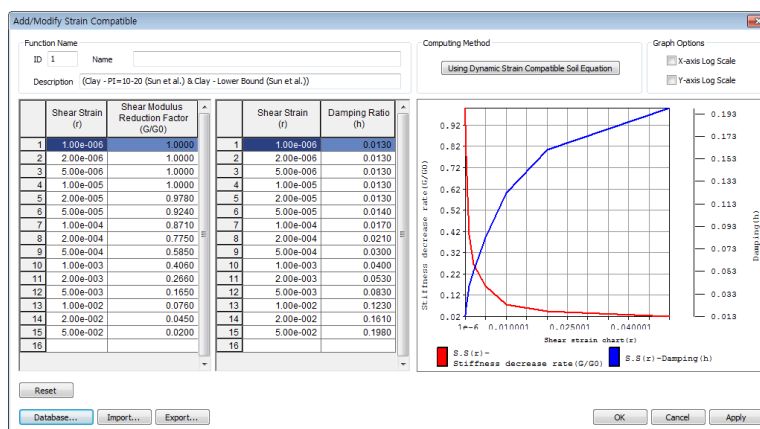 Add/Modify Strain Compatible
Function Name
ID 1 Name
Description (Clay - PI=10-20 (Sun et al.) & Clay - Lower Bound (Sun et al.))
Computing Method
Using Dynamic Strain Compatible Soil Equation
Graph Options
X-axis Log Scale
Y-axis Log Scale
Shear Strain (r) Shear Modulus Reduction Factor (G/G0)
1 1.00e-006 1.0000
2 2.00e-006 1.0000
3 5.00e-006 1.0000
4 1.00e-005 1.0000
5 2.00e-005 0.9780
6 5.00e-005 0.9240
7 1.00e-004 0.8710
8 2.00e-004 0.7750
9 5.00e-004 0.5850
10 1.00e-003 0.4060
11 2.00e-003 0.2660
12 5.00e-003 0.1650
13 1.00e-002 0.0760
14 2.00e-002 0.0450
15 5.00e-002 0.0200
16
Shear Strain (r) Damping Ratio (h)
1 1.00e-006 0.0130
2 2.00e-006 0.0130
3 5.00e-006 0.0130
4 1.00e-005 0.0130
5 2.00e-005 0.0130
6 5.00e-005 0.0140
7 1.00e-004 0.0170
8 2.00e-004 0.0210
9 5.00e-004 0.0300
10 1.00e-003 0.0400
11 2.00e-003 0.0530
12 5.00e-003 0.0830
13 1.00e-002 0.1230
14 2.00e-002 0.1610
15 5.00e-002 0.1980
16
Stiffness decrease rate(G/G0)
0.92
0.82
0.72
0.62
0.52
0.42
0.32
0.22
0.12
0.02
0.193
0.173
0.153
0.133
0.113
0.093
0.073
0.053
0.033
0.013
Damping(h)
1e-6 0.010001 0.025001 0.040001
Shear strain chart(r)
S.S(r)-
Stiffness decrease rate(G/G0)
S.S(r)-Damping(h)
Reset
Database... Import... Export...
OK Cancel Apply